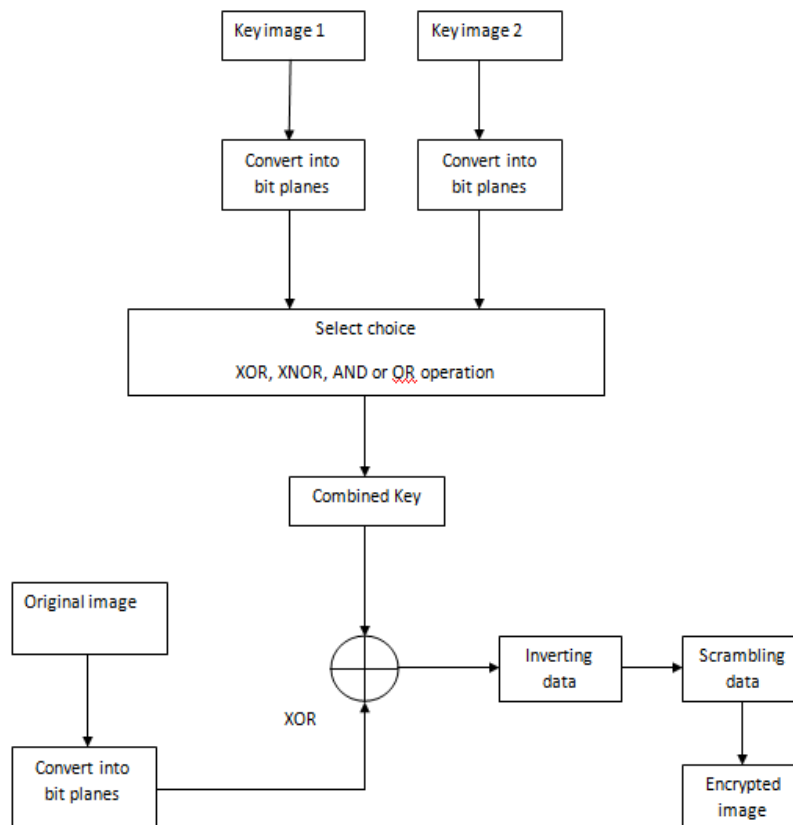 Key image 1
Key image 2
Convert into
bit planes
Convert into
bit planes
Select choice
XOR, XNOR, AND or OR operation
Combined Key
Original image
XOR
Inverting
data
Scrambling
data
Convert into
bit planes
Encrypted
image